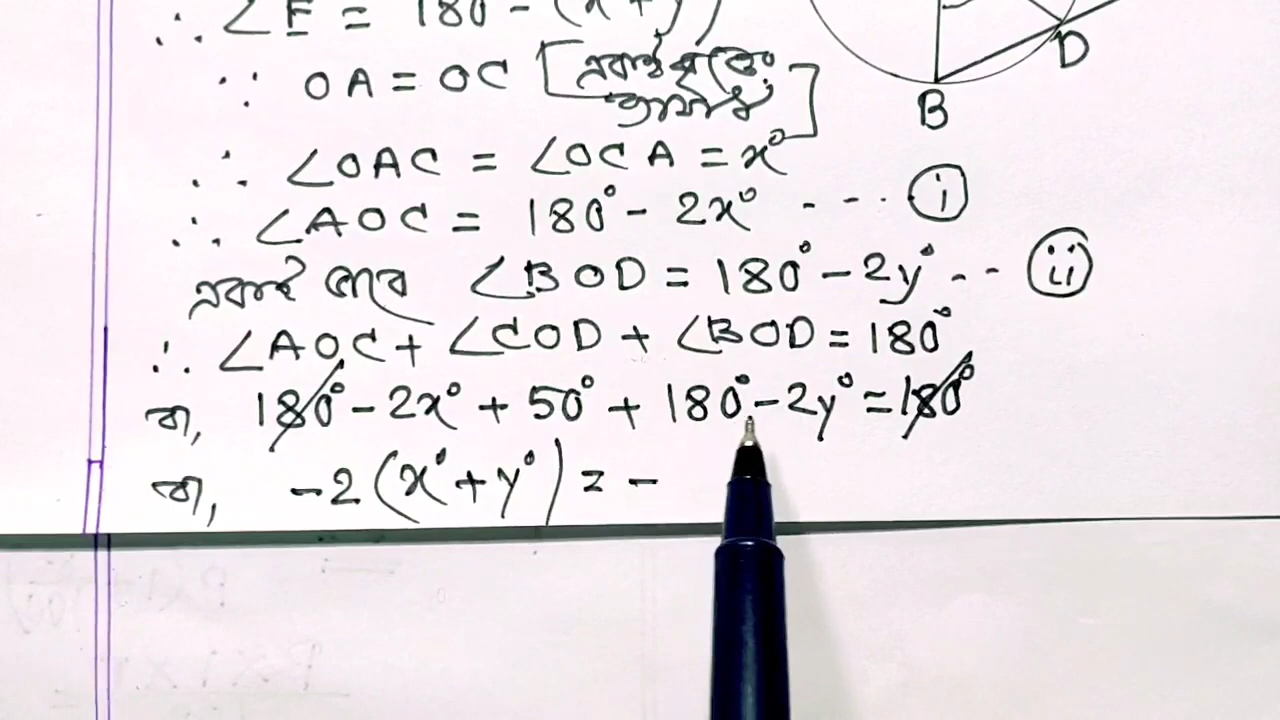 ∴ ∠E = 180 - (x+y)
∵ OA = OC [একই বৃত্তের
ব্যাসার্ধ]
∴ ∠OAC = ∠OCA = x°
∴ ∠AOC = 180° - 2x° - - - (i)
একই ভাবে ∠BOD = 180° - 2y° - - (ii)
∴ ∠AOC + ∠COD + ∠BOD = 180°
বা, 180° - 2x° + 50° + 180° - 2y° = 180°
বা, -2(x° + y°) = -
D
B